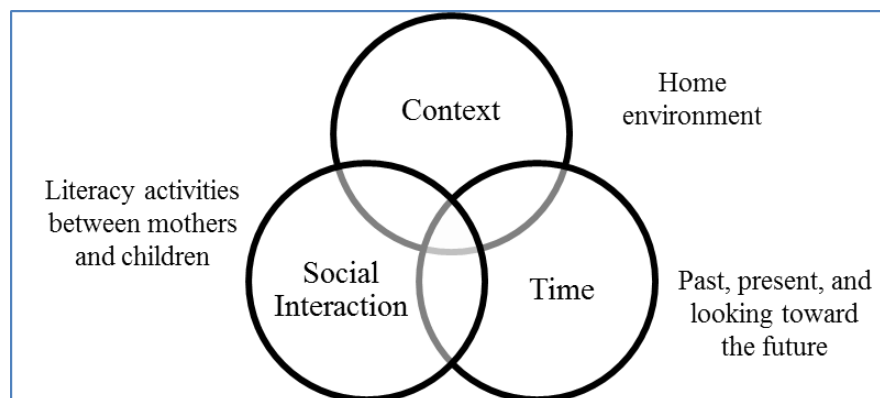 Context
Home
environment
Literacy activities
between mothers
and children
Social
Interaction
Time
Past, present, and
looking toward
the future